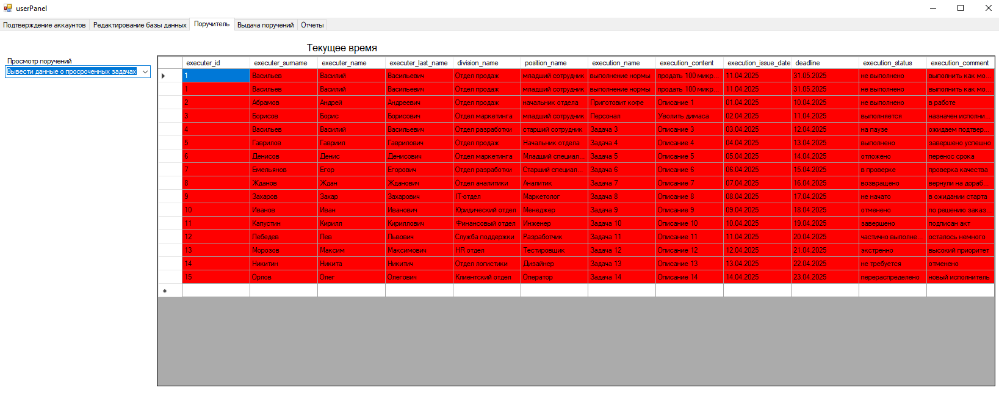 userPanel
Подтверждение аккаунтов Редактирование базы данных Поручитель Выдача поручений Отчеты
Текущее время
Просмотр поручений
Вывести данные о просроченных задачах
executer_id executer_surname executer_name executer_last_name division_name position_name execution_name execution_content execution_issue_date deadline execution_status execution_comment
1 Васильев Василий Васильевич Отдел продаж младший сотрудник выполнение нормы продать 100 микр... 11.04.2025 31.05.2025 не выполнено выполнить как мо...
1 Васильев Василий Васильевич Отдел продаж младший сотрудник выполнение нормы продать 100 микр... 11.04.2025 31.05.2025 не выполнено выполнить как мо...
2 Абрамов Андрей Андреевич Отдел продаж начальник отдела Приготовит кофе Описание 1 01.04.2025 10.04.2025 не выполнено в работе
3 Борисов Борис Борисович Отдел маркетинга младший сотрудник Персонал Уволить димаса 02.04.2025 11.04.2025 выполняется назначен исполни...
4 Васильев Василий Васильевич Отдел разработки старший сотрудник Задача 3 Описание 3 03.04.2025 12.04.2025 на паузе ожидаем подтвер...
5 Гаврилов Гавриил Гаврилович Отдел продаж Начальник отдела Задача 4 Описание 4 04.04.2025 13.04.2025 выполнено завершено успешно
6 Денисов Денис Денисович Отдел маркетинга Младший специал... Задача 5 Описание 5 05.04.2025 14.04.2025 отложено перенос срока
7 Емельянов Егор Егорович Отдел разработки Старший специал... Задача 6 Описание 6 06.04.2025 15.04.2025 в проверке проверка качества
8 Жданов Ждан Жданович Отдел аналитики Аналитик Задача 7 Описание 7 07.04.2025 16.04.2025 возвращено вернули на дораб...
9 Захаров Захар Захарович IT-отдел Маркетолог Задача 8 Описание 8 08.04.2025 17.04.2025 не начато в ожидании старта
10 Иванов Иван Иванович Юридический отдел Менеджер Задача 9 Описание 9 09.04.2025 18.04.2025 отменено по решению заказ...
11 Капустин Кирилл Кириллович Финансовый отдел Инженер Задача 10 Описание 10 10.04.2025 19.04.2025 завершено подписан акт
12 Лебедев Лев Львович Служба поддержки Разработчик Задача 11 Описание 11 11.04.2025 20.04.2025 частично выполне... осталось немного
13 Морозов Максим Максимович HR отдел Тестировщик Задача 12 Описание 12 12.04.2025 21.04.2025 экстренно высокий приоритет
14 Никитин Никита Никитич Отдел логистики Дизайнер Задача 13 Описание 13 13.04.2025 22.04.2025 не требуется отменено
15 Орлов Олег Олегович Клиентский отдел Оператор Задача 14 Описание 14 14.04.2025 23.04.2025 перераспределено новый исполнитель